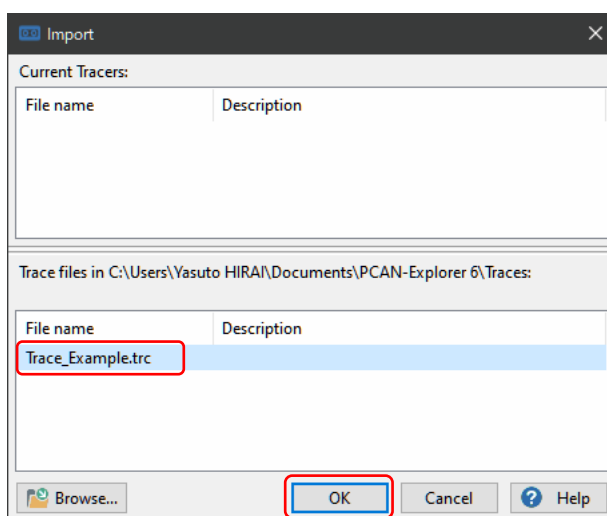 Import
Current Tracers:
File name Description
Trace files in C:\Users\Yasuto HIRAI\Documents\PCAN-Explorer 6\Traces:
File name Description
Trace_Example.trc
Browse... OK Cancel Help